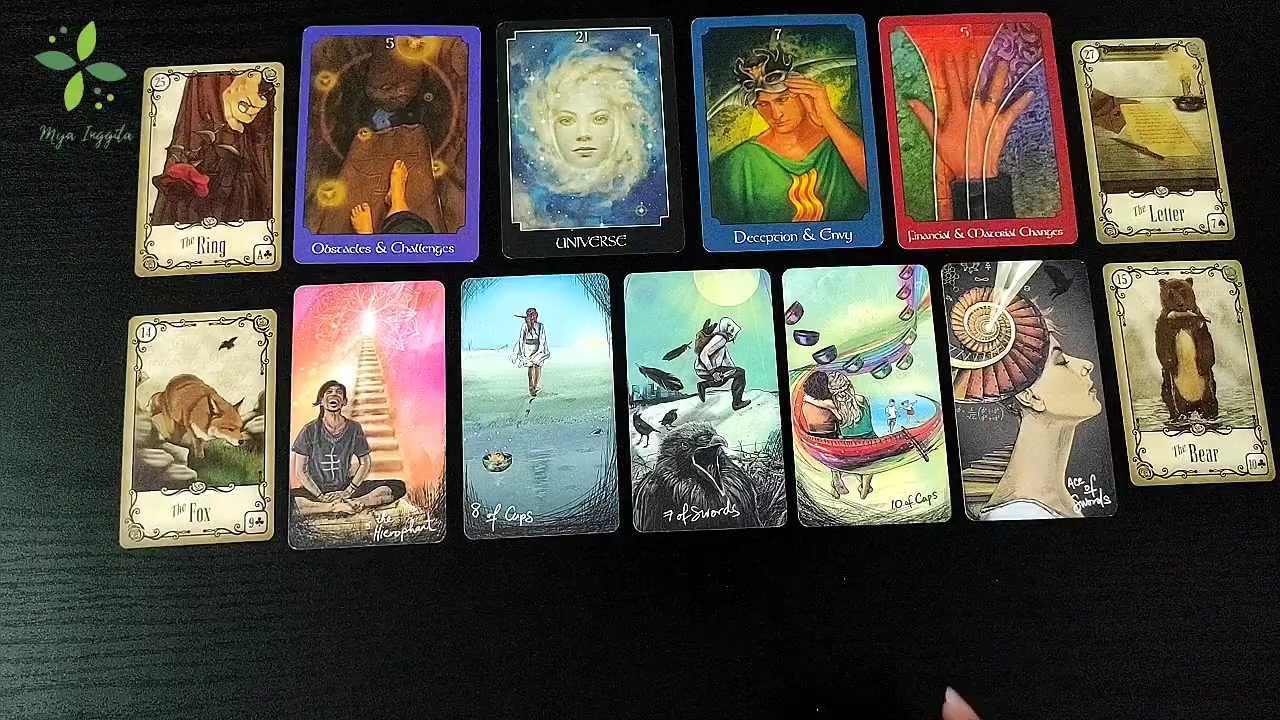 Mya Inggita
25
The Ring
A♣
5
Obstacles & Challenges
21
UNIVERSE
7
Deception & Envy
5
Financial & Material Changes
27
The Letter
7♠
14
The Fox
9♣
The Hierophant
8 of Cups
7 of Swords
10 of Cups
Ace of Swords
15
The Bear
10♣